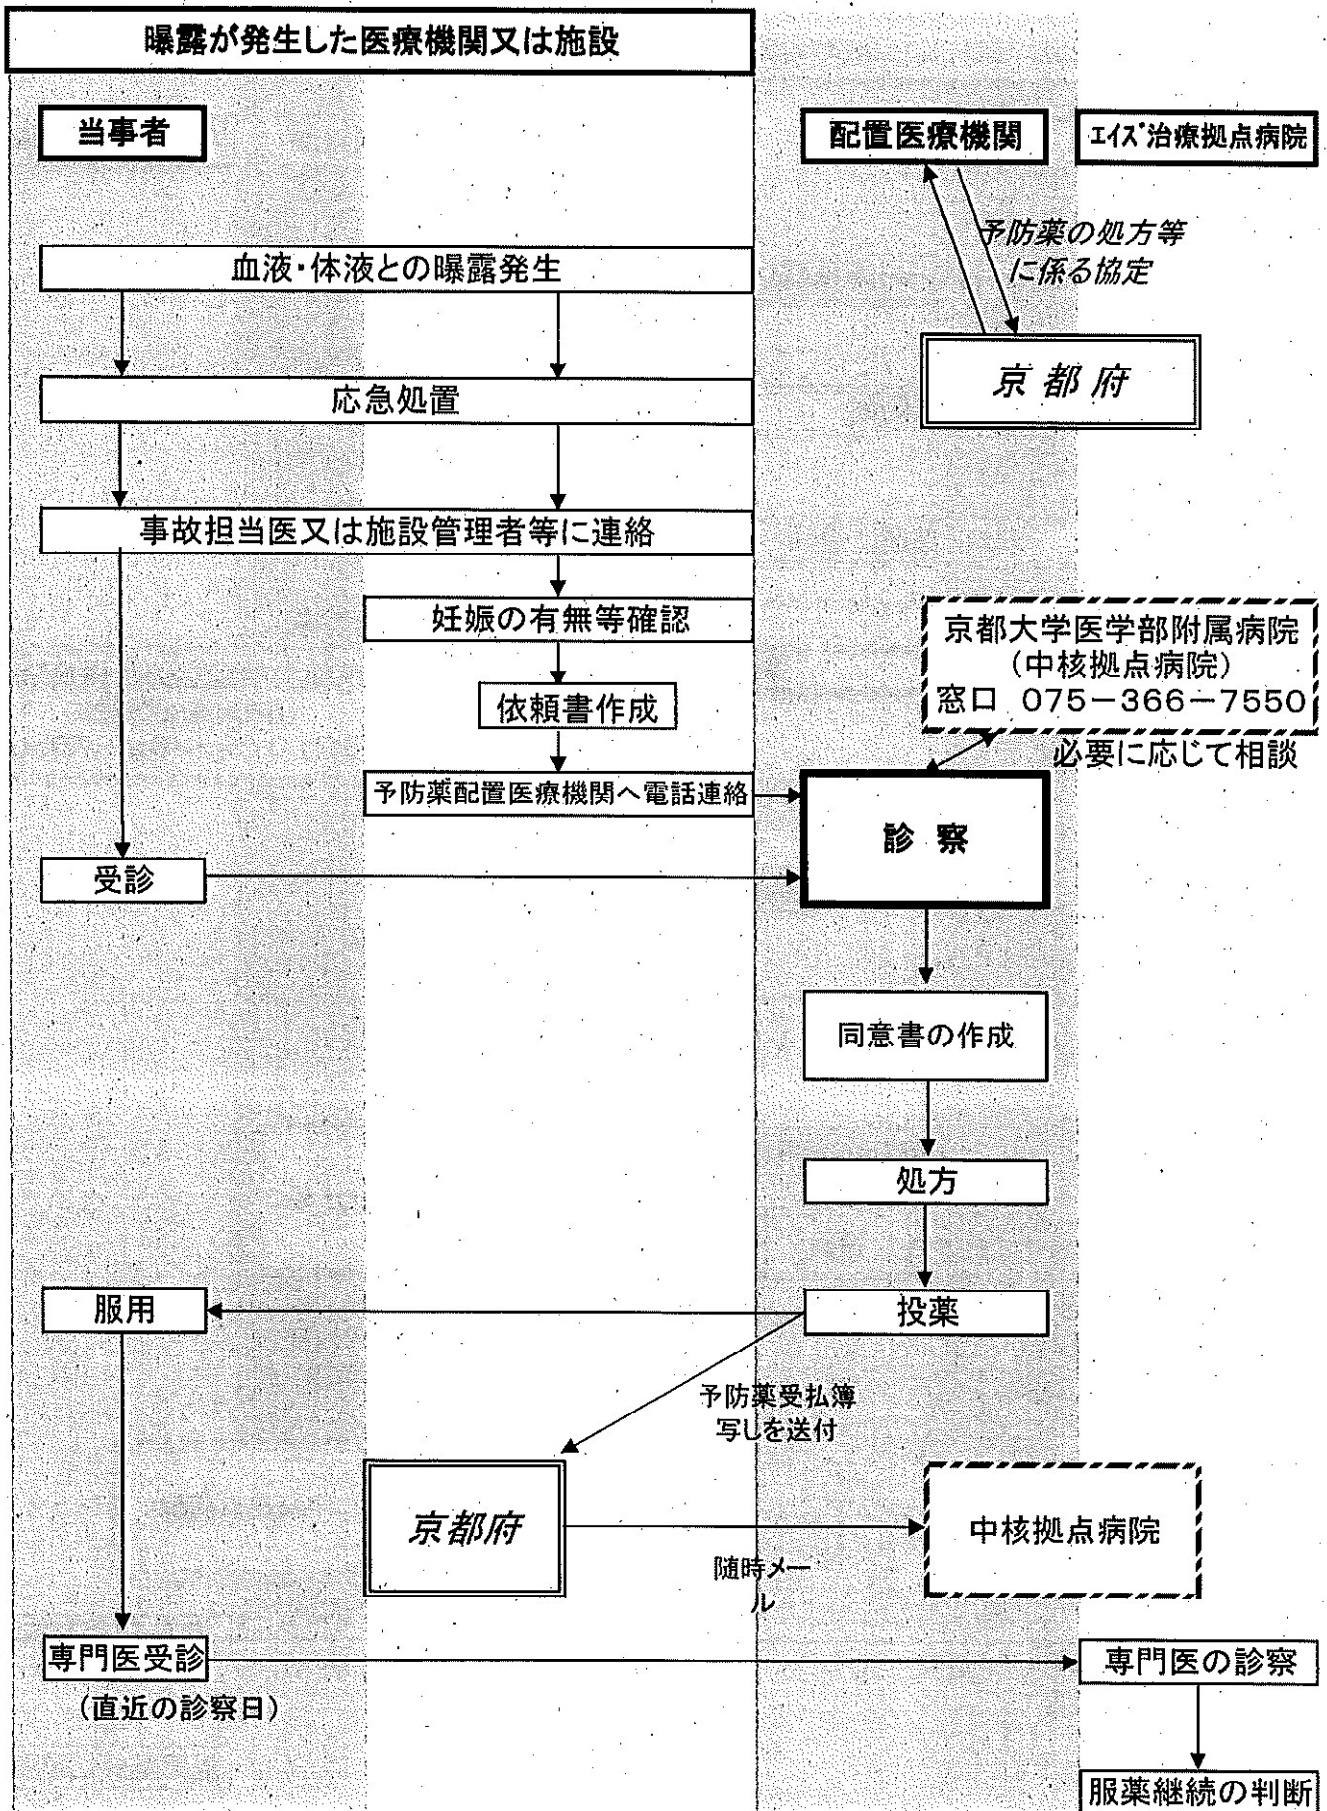 曝露が発生した医療機関又は施設
当事者
配置医療機関
エイズ治療拠点病院
予防薬の処方等
に係る協定
血液・体液との曝露発生
京都府
応急処置
事故担当医又は施設管理者等に連絡
妊娠の有無等確認
京都大学医学部附属病院
（中核拠点病院）
窓口 075－366－7550
依頼書作成
必要に応じて相談
予防薬配置医療機関へ電話連絡
診察
受診
同意書の作成
処方
服用
投薬
予防薬受払簿
写しを送付
京都府
中核拠点病院
随時メー
ル
専門医受診
（直近の診察日）
専門医の診察
服薬継続の判断